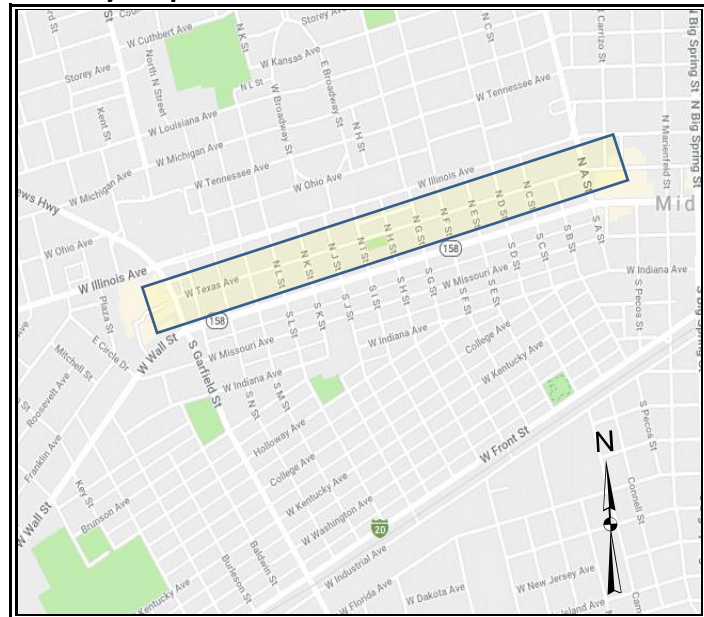 Storey Ave
N Big Spring St
N Big Spring St
N Carrizo St
W Cuthbert Ave
N K St
N C St
North N Street
W Kansas Ave
E Broadway St
Storey Ave
N L St
W Broadway St
W Tennessee Ave
Kent St
W Louisiana Ave
N H St
N Marienfeld St
W Michigan Ave
W Illinois Ave
W Michigan Ave
W Tennessee Ave
W Ohio Ave
N A St
ews Hwy
N C St
N D St
Mid
N E St
N F St
N G St
S A St
W Ohio Ave
N H St
158
S B St
N I St
S C St
N J St
S D St
W Illinois Ave
N K St
W Indiana Ave
N L St
S G St
W Missouri Ave
W Texas Ave
S H St
S E St
S F St
S I St
S Pecos St
Plaza St
158
S J St
S K St
S L St
W Indiana Ave
College Ave
E Circle Dr
W Wall St
W Missouri Ave
W Kentucky Ave
Mitchell St
S Garfield St
W Indiana Ave
Roosevelt Ave
S M St
S N St
S Pecos St
Holloway Ave
W Front St
N
Franklin Ave
College Ave
Key St
W Kentucky Ave
Connell St
W Wall St
Brunson Ave
W Washington Ave
20
Baldwin St
W Industrial Ave
Burleson St
W New Jersey Ave
W Dakota Ave
Kentucky Ave
W Florida Ave
Island Ave